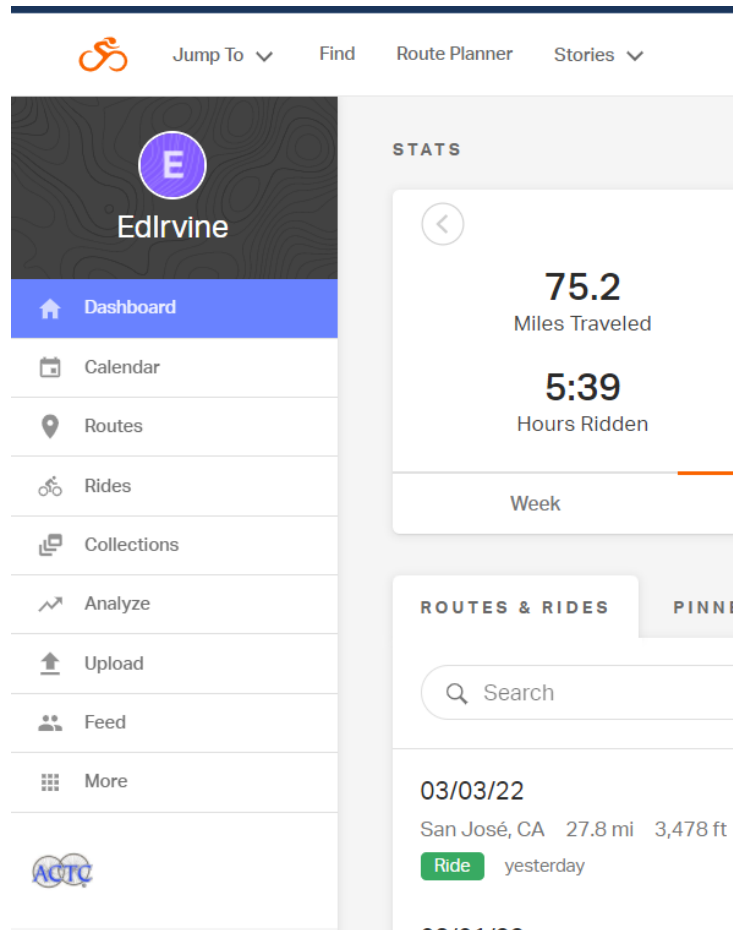 Jump To Find Route Planner Stories
E
EdIrvine
Dashboard
Calendar
Routes
Rides
Collections
Analyze
Upload
Feed
More
ACTC
STATS
75.2
Miles Traveled
5:39
Hours Ridden
Week
ROUTES & RIDES PINNE
Search
03/03/22
San José, CA 27.8 mi 3,478 ft
Ride yesterday